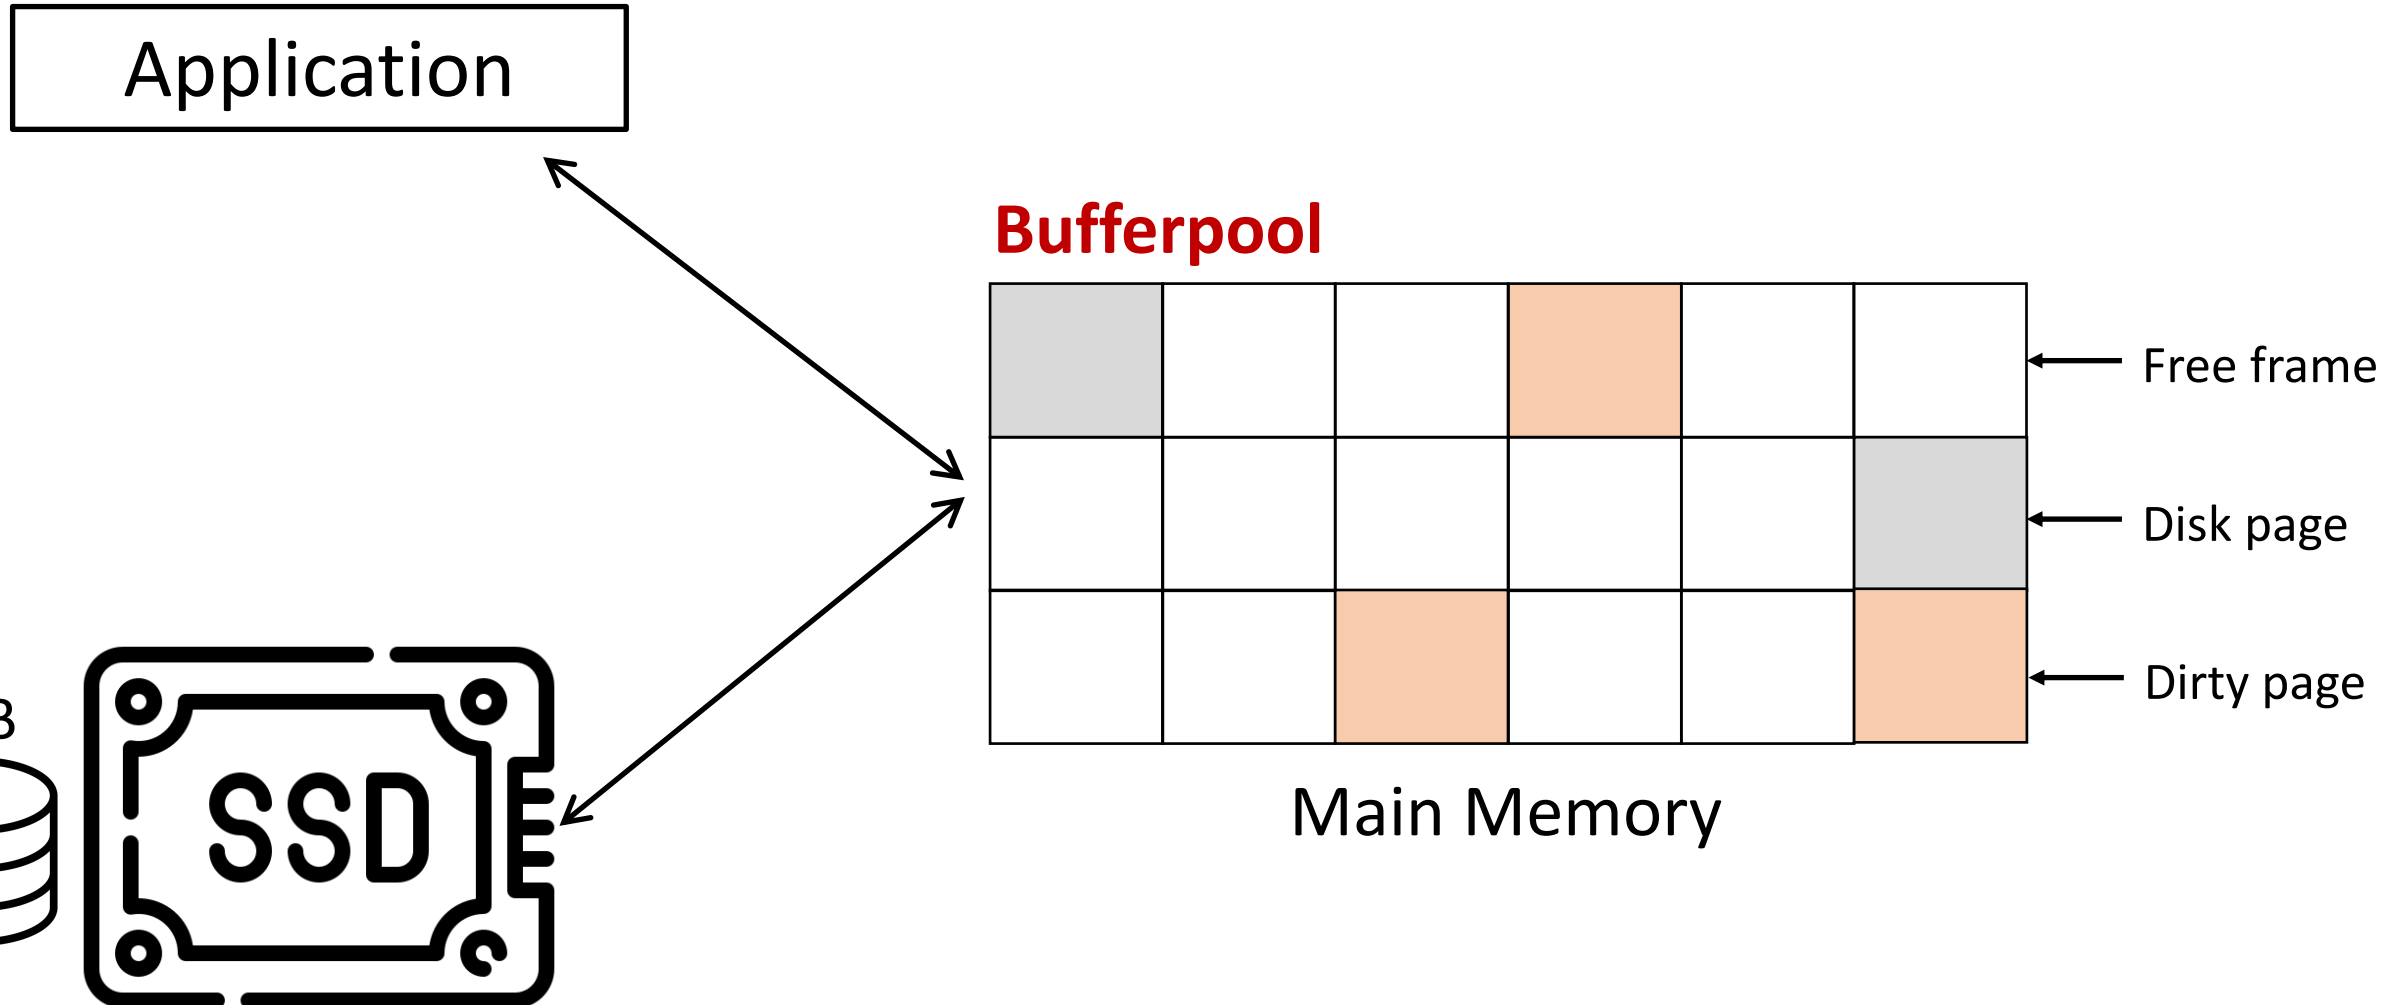 Application
Bufferpool
Free frame
Disk page
Dirty page
Main Memory
SSD